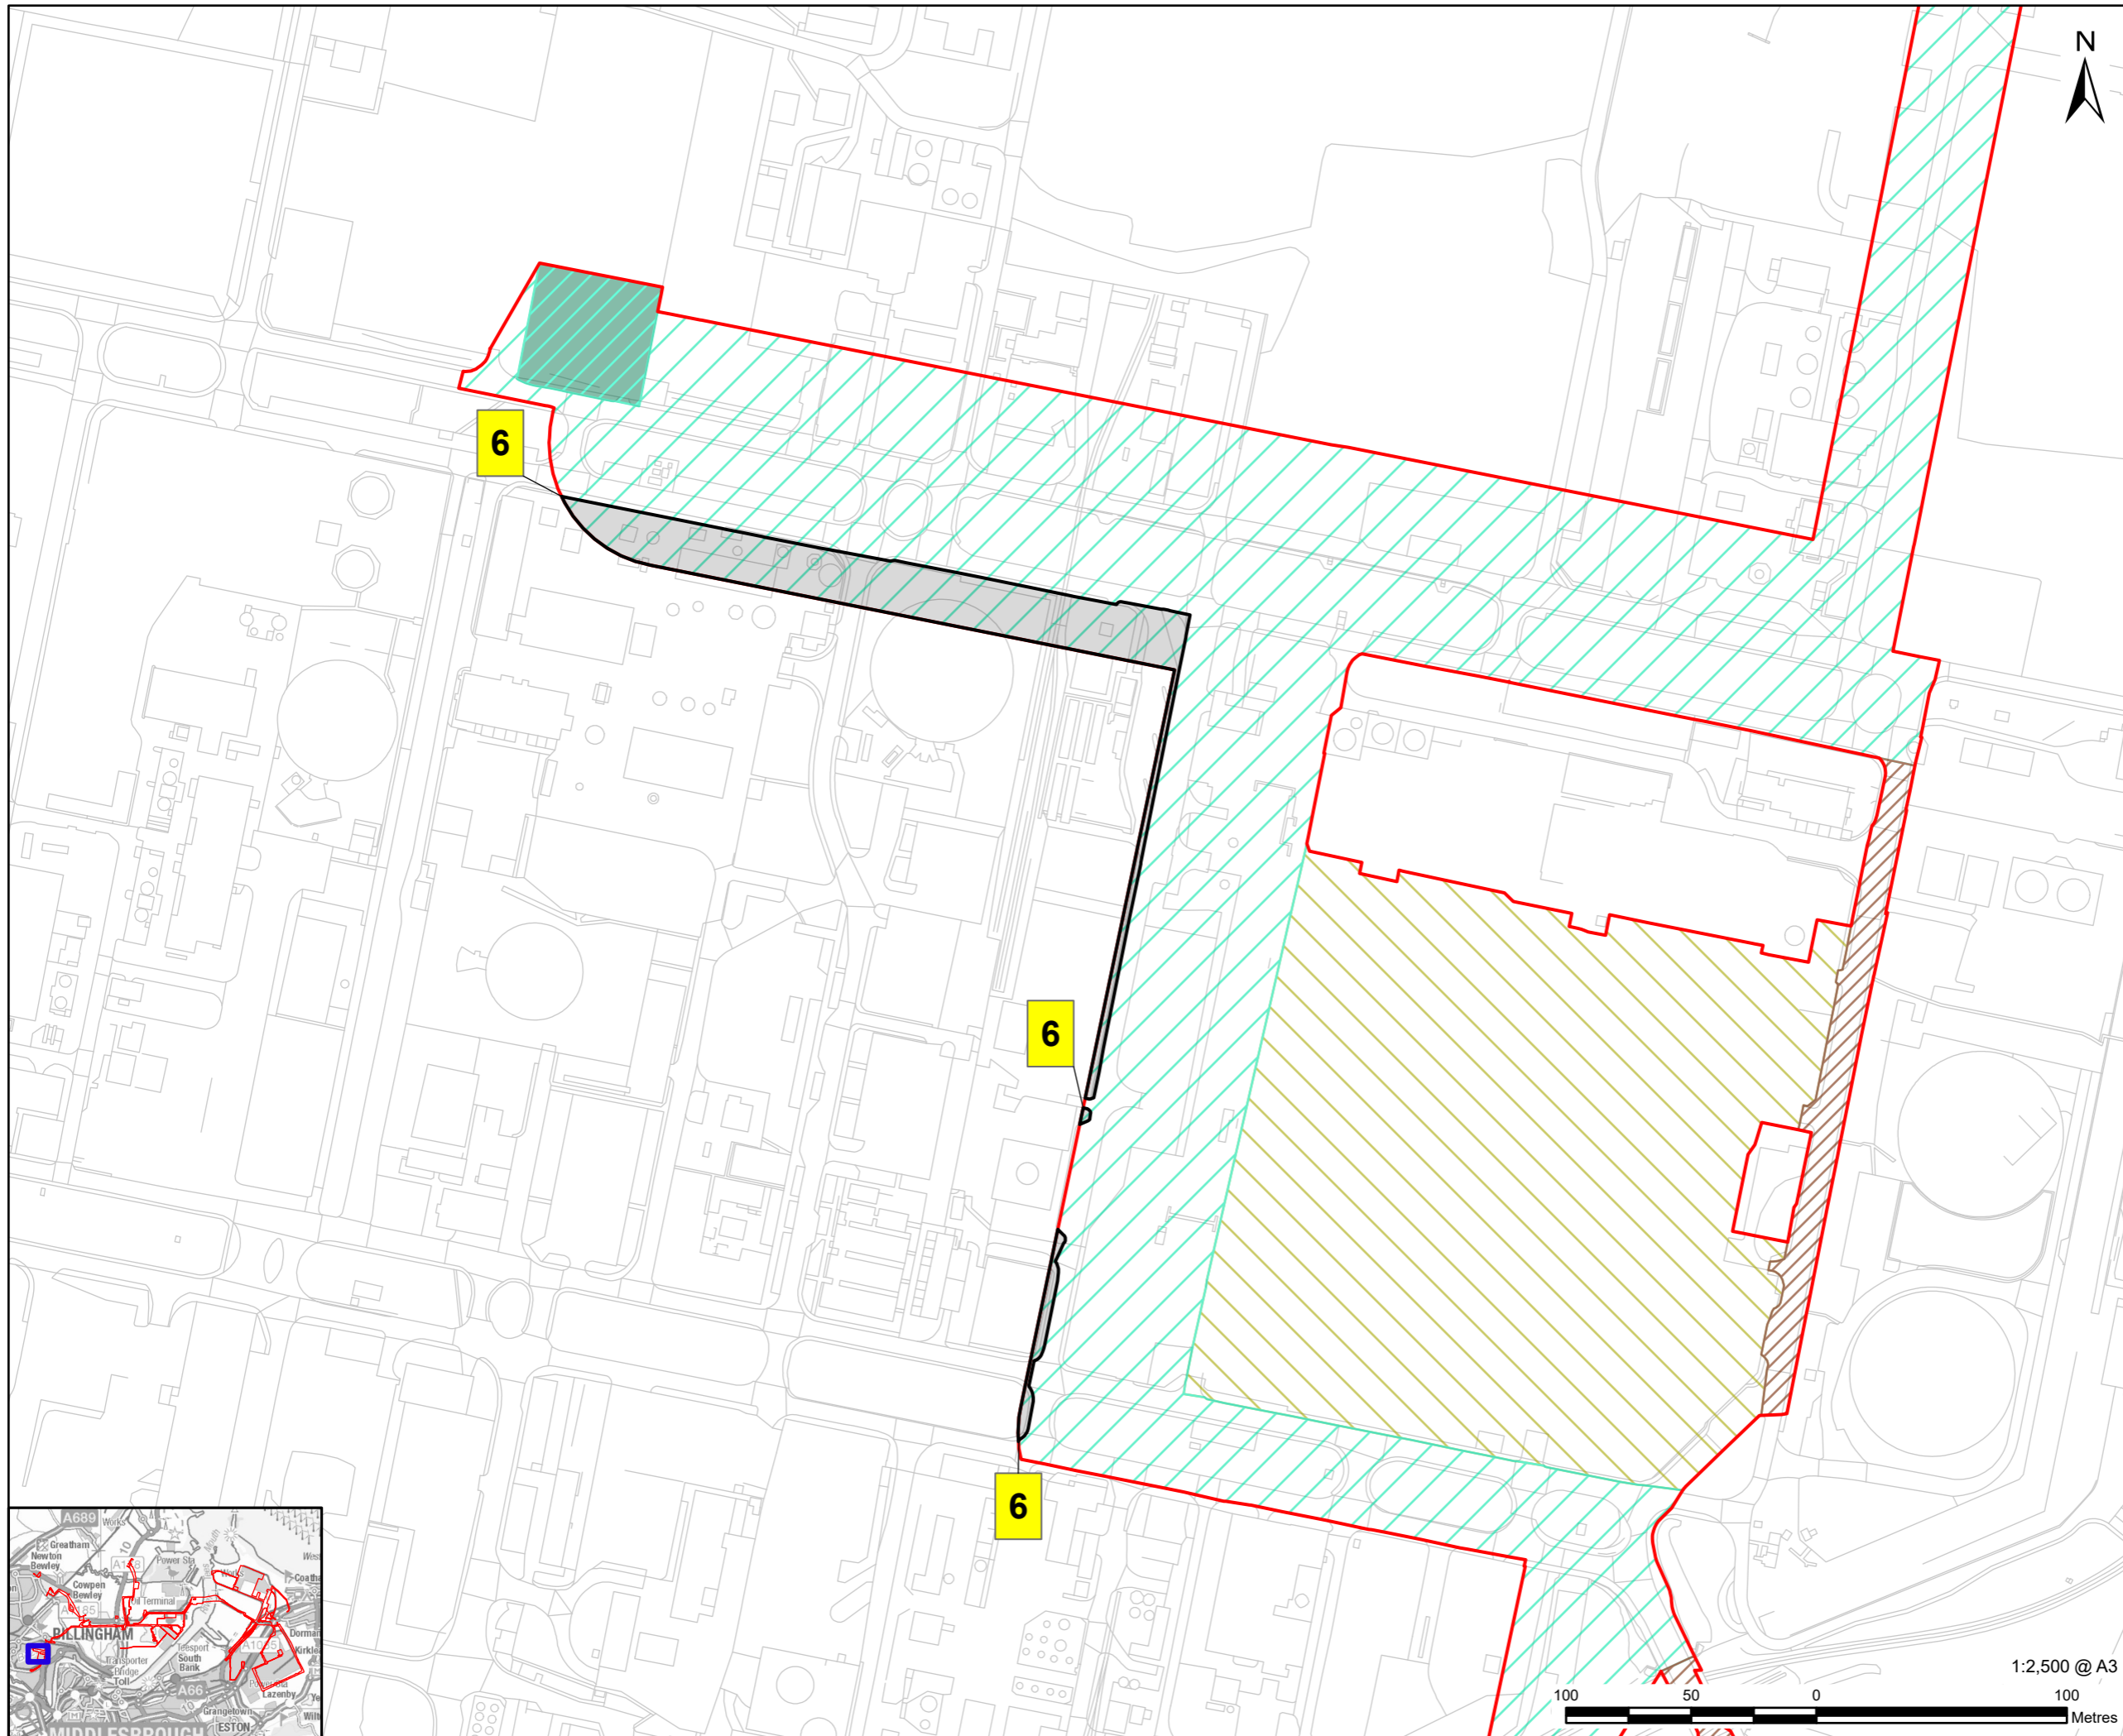 N
6
6
6
1:2,500 @ A3
100 50 0 100
Metres
A689
Works
Greatham
Newton
Bewley
Power Sta
Cowpen
Bewley
Oil Terminal
BILLINGHAM
Teesport
Transporter
Bridge
Toll
South
Bank
A66
Lazenby
Grangetown
ESTON
MIDDLESBROUGH